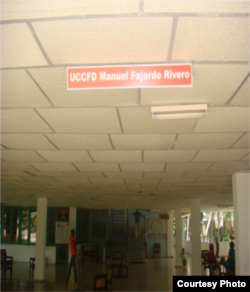 UCCFD Manuel Fajardo Rivero
Courtesy Photo